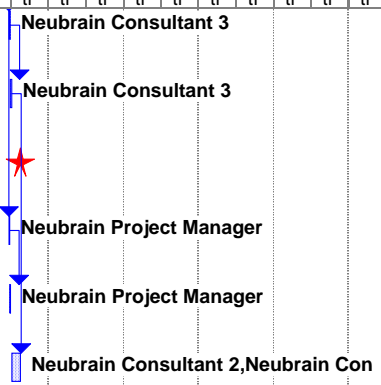 Neubrain Consultant 3
Neubrain Consultant 3
Neubrain Project Manager
Neubrain Project Manager
Neubrain Consultant 2,Neubrain Con